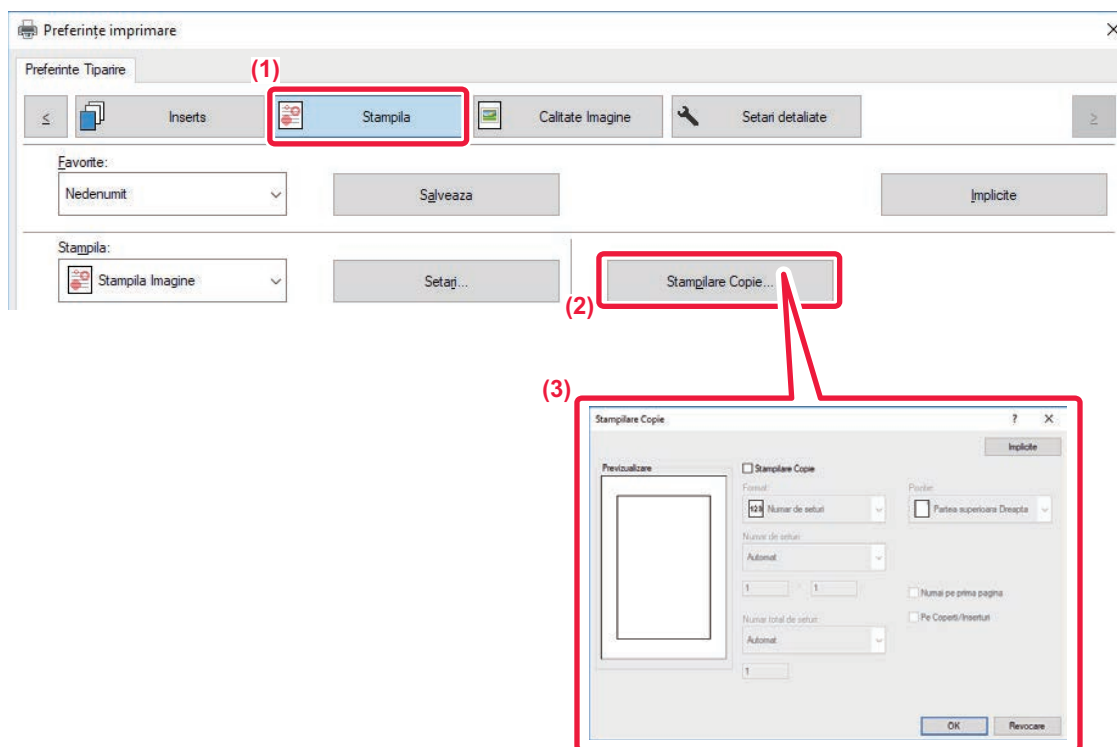 Preferințe imprimare
Preferinte Tiparire
(1)
< Inserts Stampila Calitate Imagine Setari detaliate >
Favorite:
Nedenumit Salveaza Implicite
Stampila:
Stampila Imagine Setari... Stampilare Copie...
(2)
(3)
Stampilare Copie ? X
Implicite
Previzualizare Stampilare Copie
Format: Pozitie:
123 Numar de seturi Partea superioara Dreapta
Numar de seturi:
Automat
1 - 1 Numai pe prima pagina
Numar total de seturi: Pe Coperti/Inserturi
Automat
1
OK Revocare